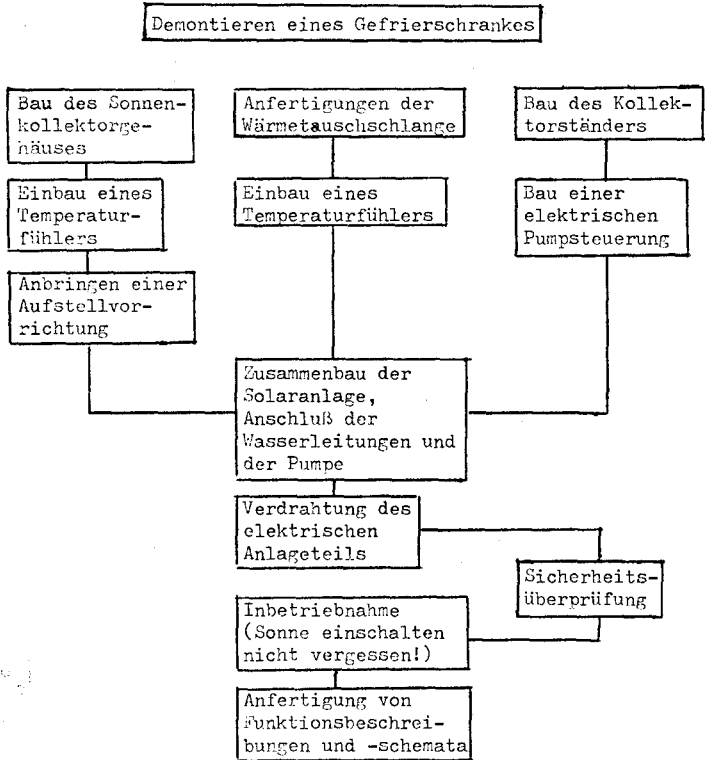 Demontieren eines Gefrierschrankes
Bau des Sonnen-
kollektorge-
häuses
Einbau eines
Temperatur-
fühlers
Anbringen einer
Aufstellvor-
richtung
Anfertigungen der
Wärmetauschschlange
Einbau eines
Temperaturfühlers
Bau des Kollek-
torständers
Bau einer
elektrischen
Pumpsteuerung
Zusammenbau der
Solaranlage,
Anschluß der
Wasserleitungen und
der Pumpe
Verdrahtung des
elektrischen
Anlageteils
Sicherheits-
überprüfung
Inbetriebnahme
(Sonne einschalten
nicht vergessen!)
Anfertigung von
Funktionsbeschrei-
bungen und -schemata